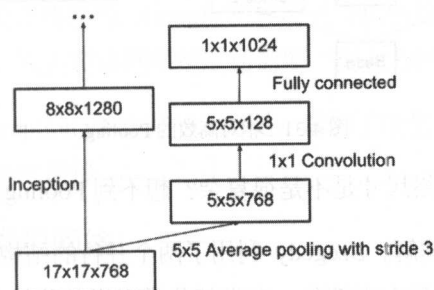 ...
1x1x1024
Fully connected
8x8x1280
5x5x128
1x1 Convolution
Inception
5x5x768
5x5 Average pooling with stride 3
17x17x768